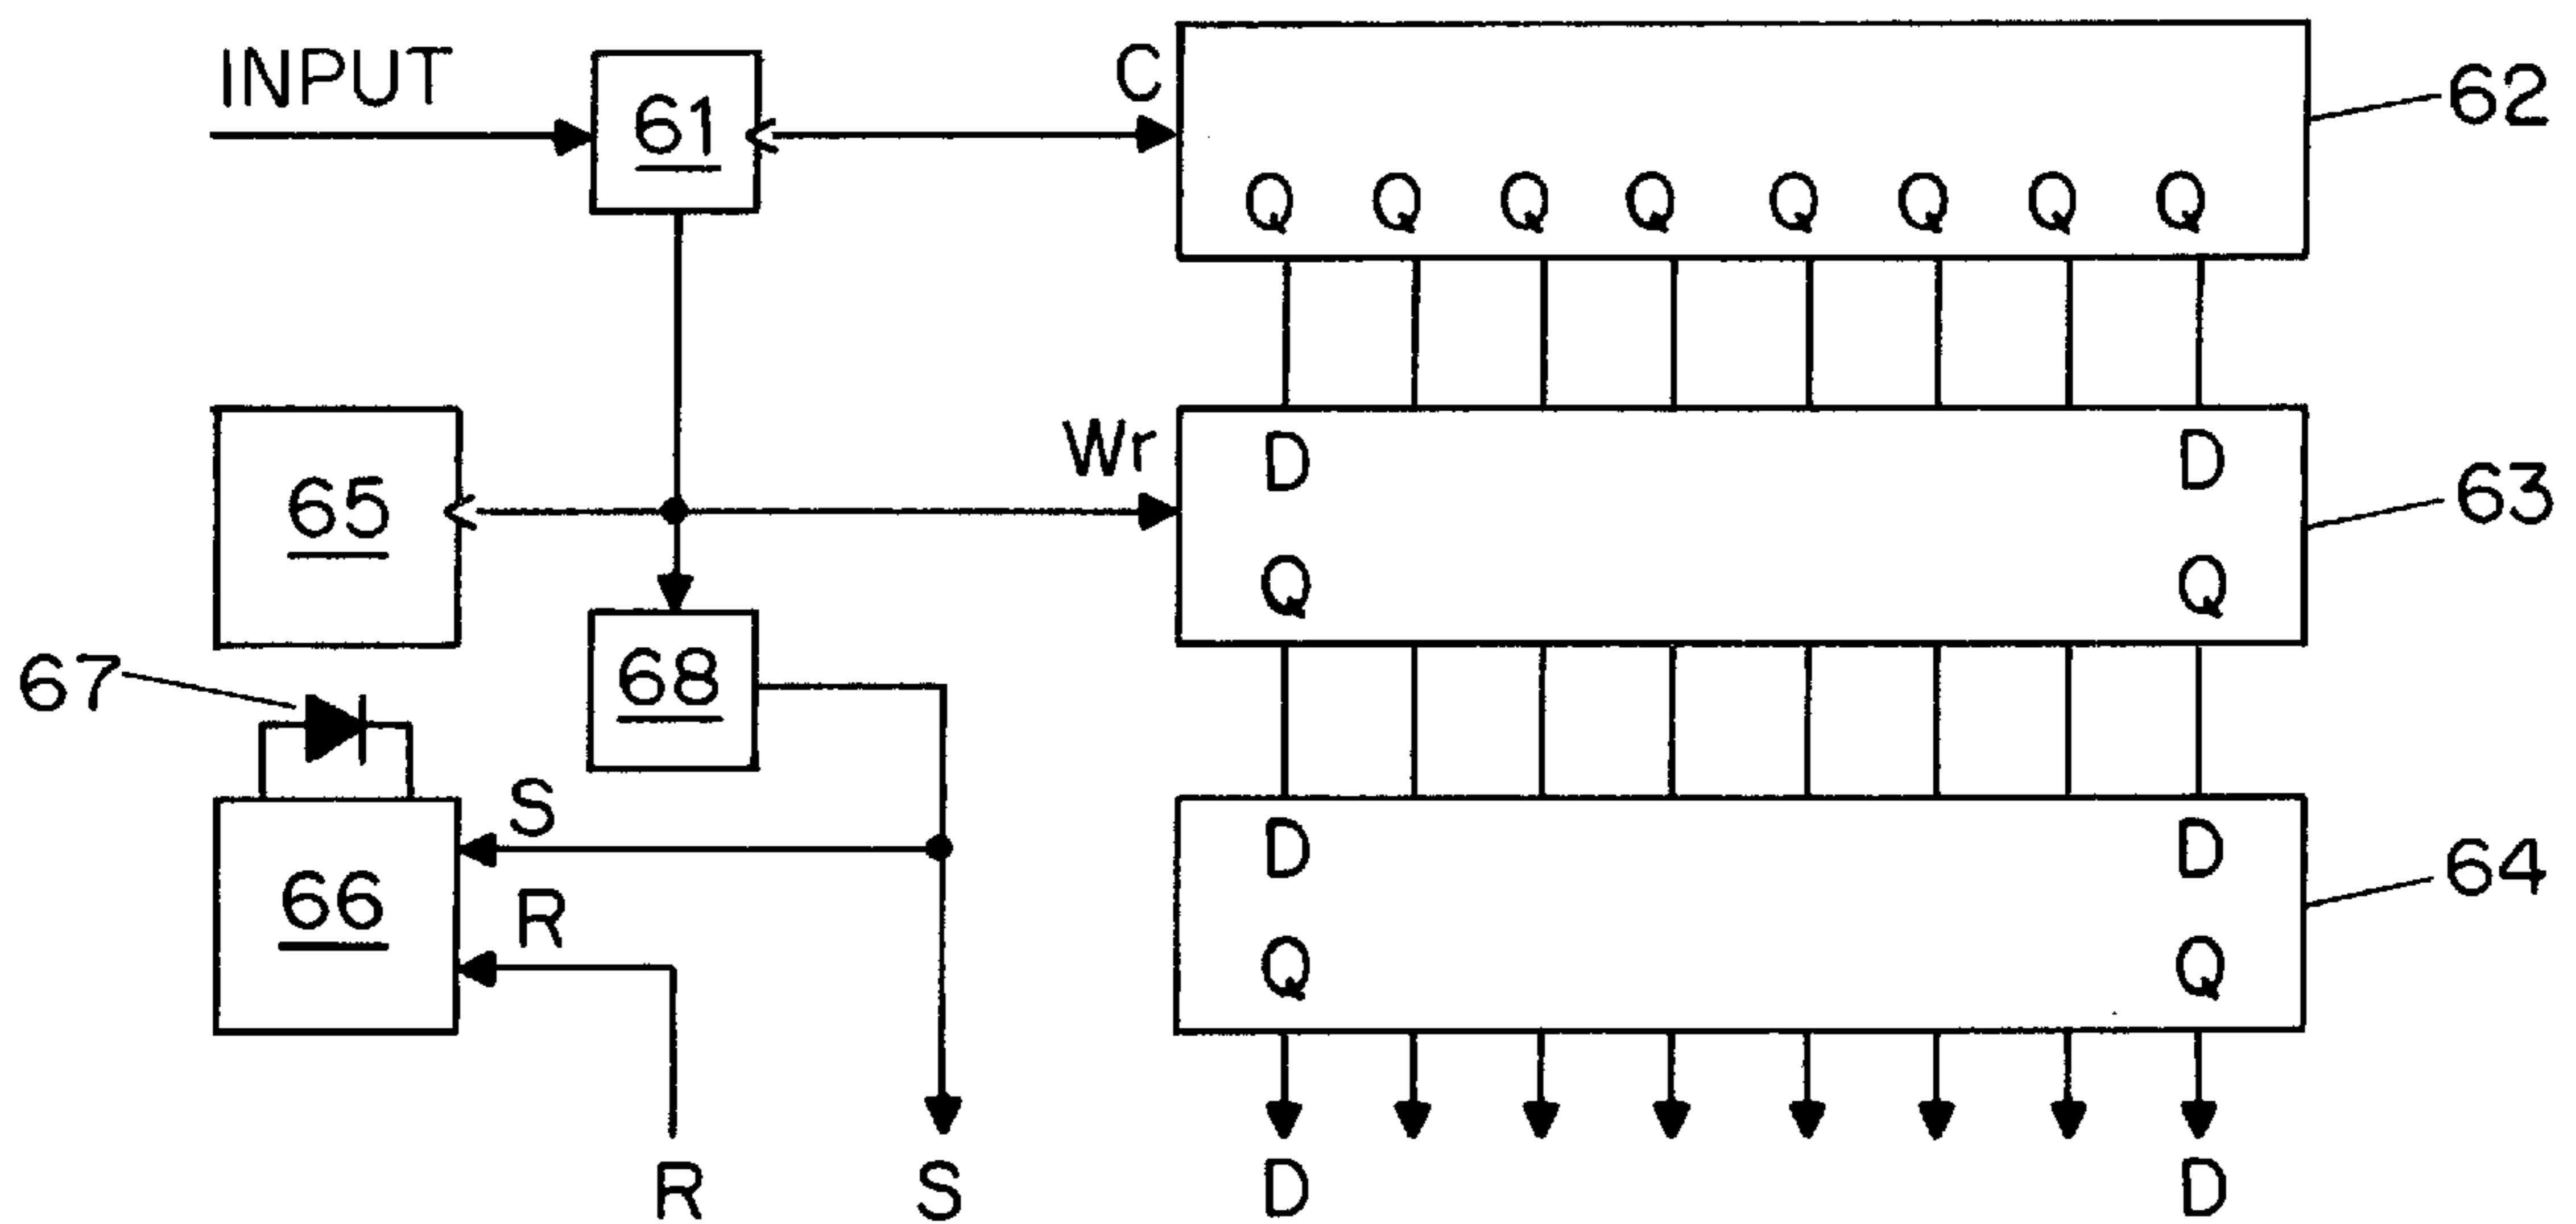 INPUT
61
C
62
Q Q Q Q Q Q Q Q
65
Wr
D D
63
Q Q
67
68
S
66
R
D D
64
Q Q
R S D D